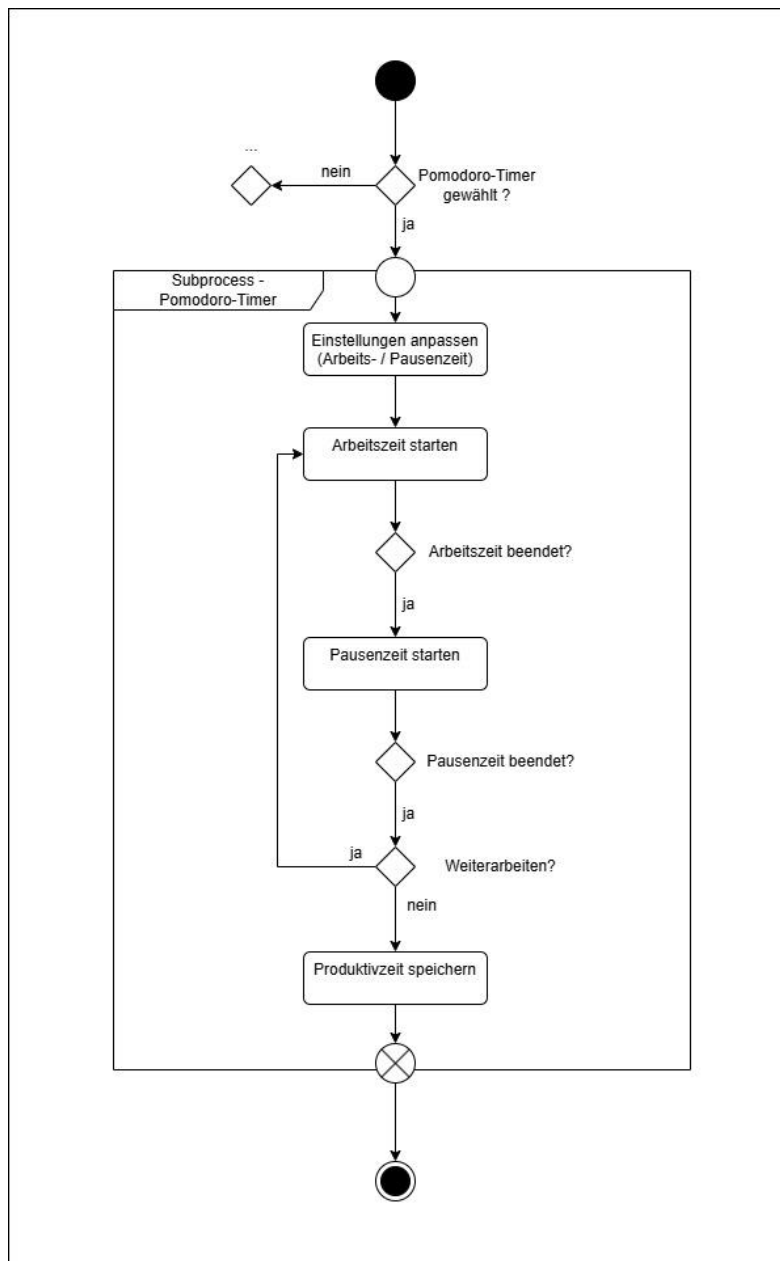 ...
nein
Pomodoro-Timer
gewählt ?
ja
Subprocess -
Pomodoro-Timer
Einstellungen anpassen
(Arbeits- / Pausenzeit)
Arbeitszeit starten
Arbeitszeit beendet?
ja
Pausenzeit starten
Pausenzeit beendet?
ja
ja
Weiterarbeiten?
nein
Produktivzeit speichern